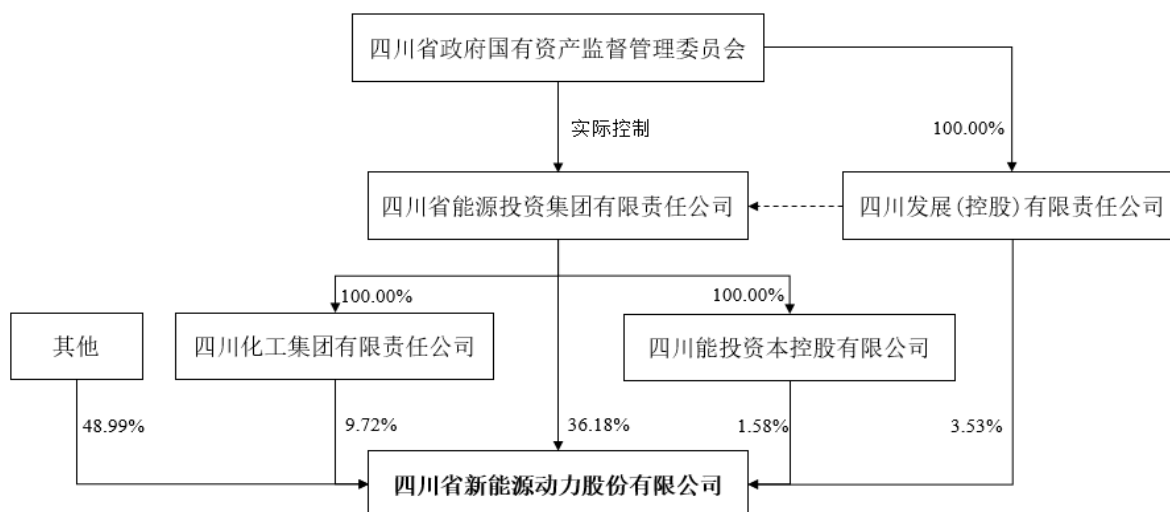 四川省政府国有资产监督管理委员会
实际控制
100.00%
四川省能源投资集团有限责任公司
四川发展(控股)有限责任公司
100.00%
100.00%
其他
四川化工集团有限责任公司
四川能投资本控股有限公司
48.99%
9.72%
36.18%
1.58%
3.53%
四川省新能源动力股份有限公司